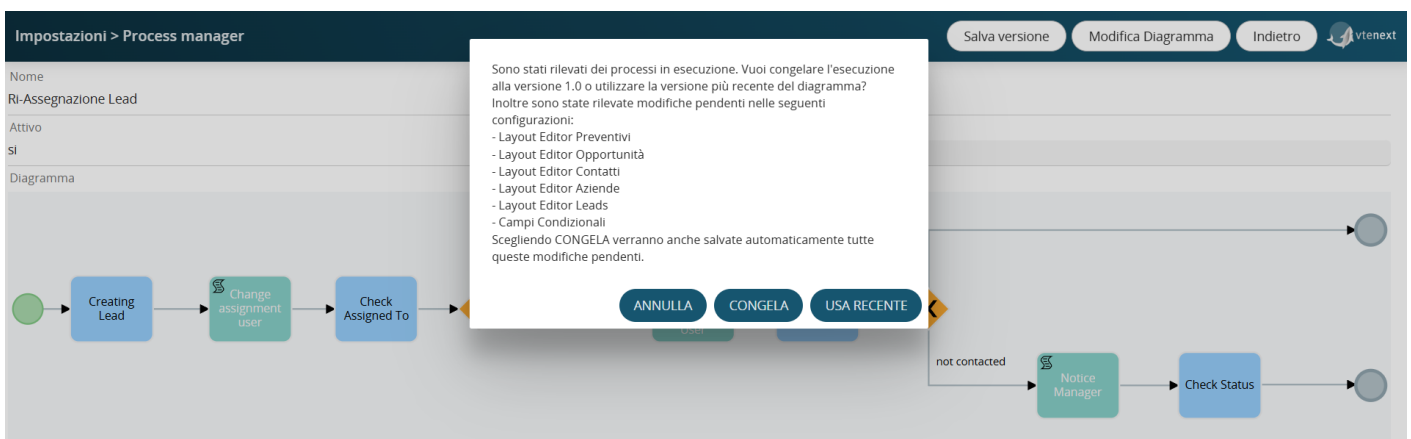 Impostazioni > Process manager
Salva versione
Modifica Diagramma
Indietro
vtenext
Nome
Ri-Assegnazione Lead
Attivo
si
Diagramma
Sono stati rilevati dei processi in esecuzione. Vuoi congelare l'esecuzione
alla versione 1.0 o utilizzare la versione più recente del diagramma?
Inoltre sono state rilevate modifiche pendenti nelle seguenti
configurazioni:
- Layout Editor Preventivi
- Layout Editor Opportunità
- Layout Editor Contatti
- Layout Editor Aziende
- Layout Editor Leads
- Campi Condizionali
Scegliendo CONGELA verranno anche salvate automaticamente tutte
queste modifiche pendenti.
ANNULLA
CONGELA
USA RECENTE
Creating
Lead
Change
assignment
user
Check
Assigned To
User
not contacted
Notice
Manager
Check Status